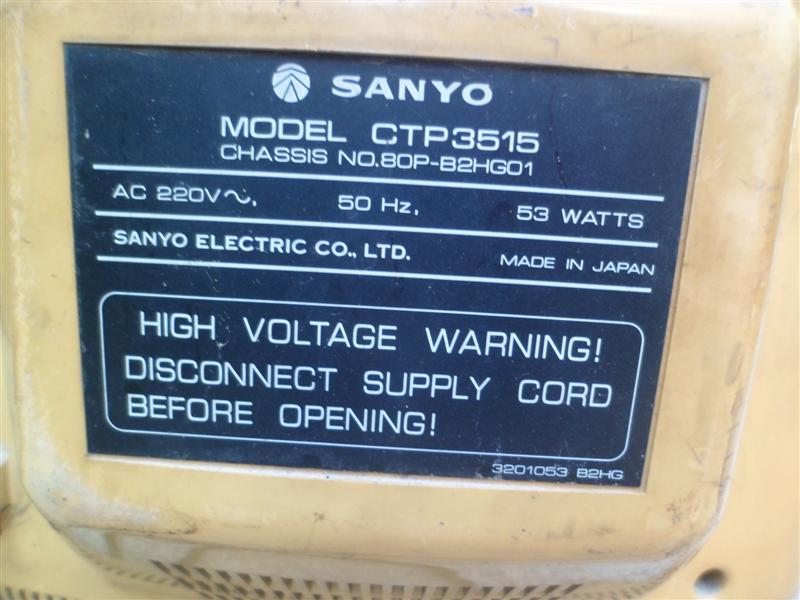 SANYO
MODEL CTP3515
CHASSIS NO.80P-B2HG01
AC 220V~, 50 Hz, 53 WATTS
SANYO ELECTRIC CO., LTD. MADE IN JAPAN
HIGH VOLTAGE WARNING!
DISCONNECT SUPPLY CORD
BEFORE OPENING!
3201053 B2HG